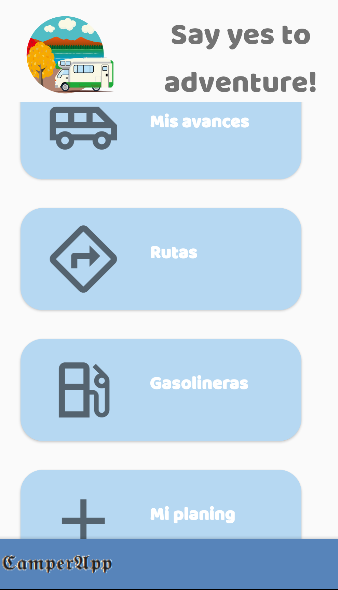 Say yes to
adventure!
Mis avances
Rutas
Gasolineras
Mi planing
CamperApp